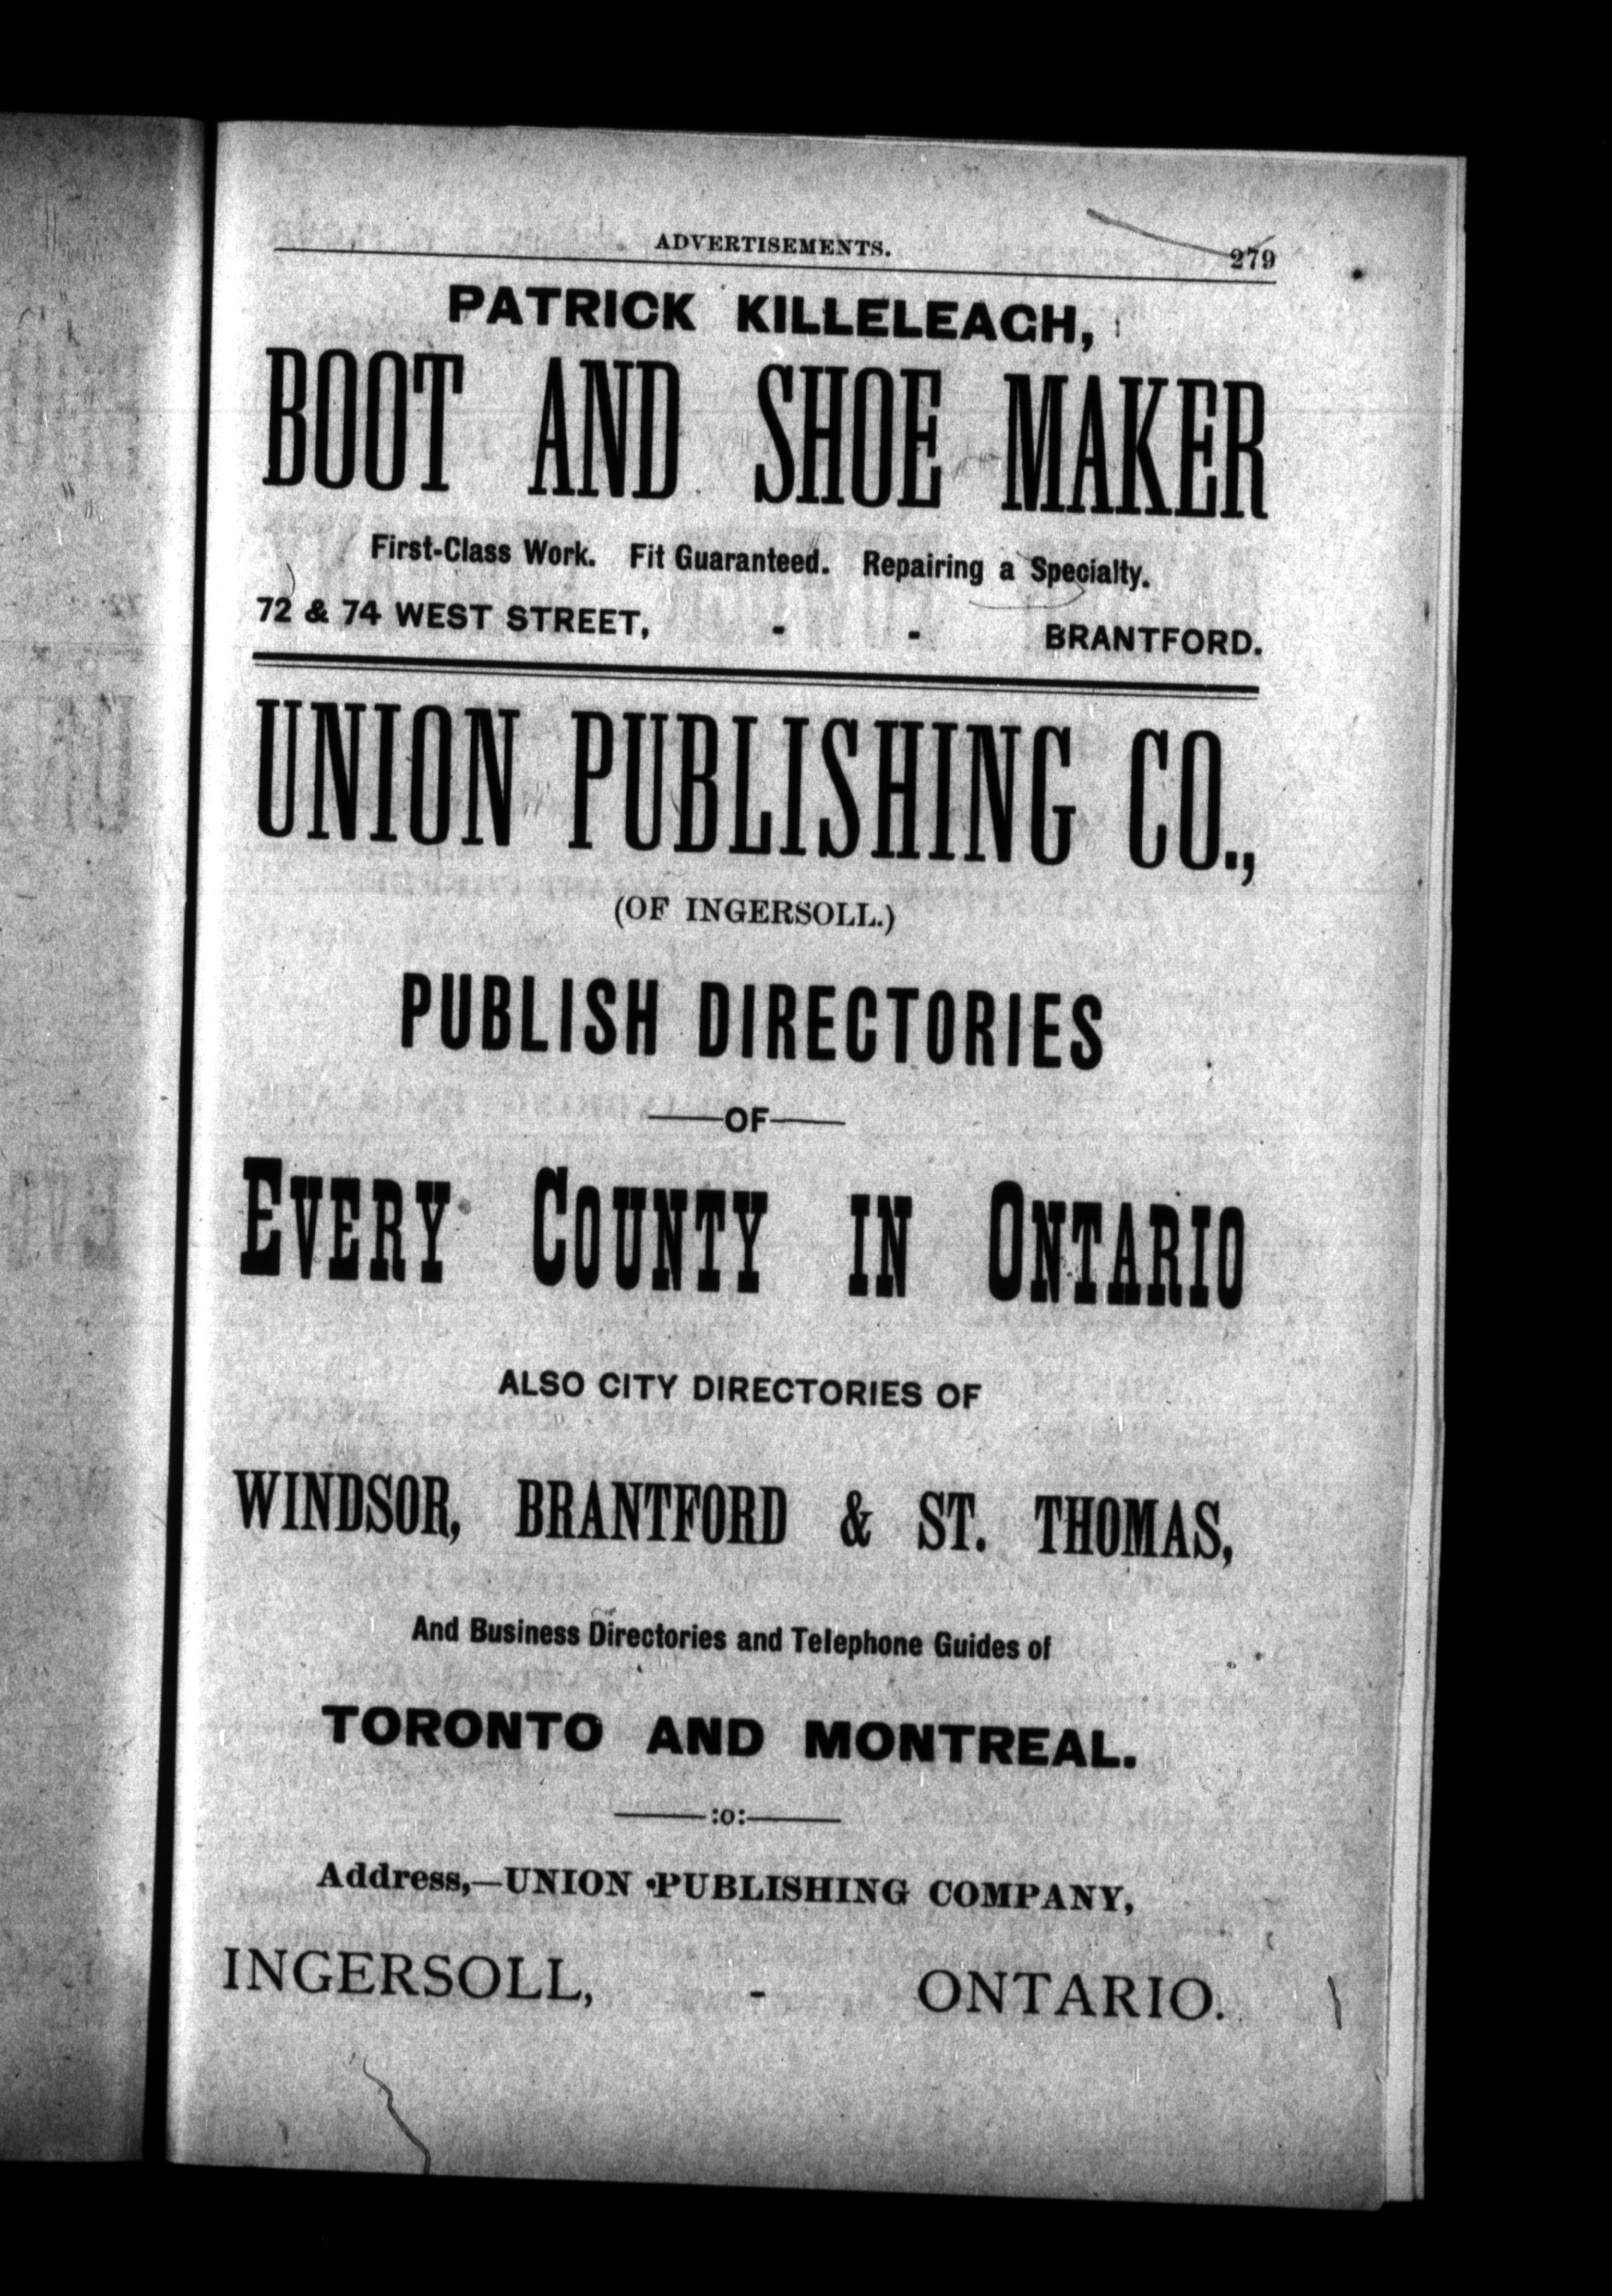 ADVERTISEMENTS. 279
PATRICK KILLELEAGH,
BOOT AND SHOE MAKER
First-Class Work. Fit Guaranteed. Repairing a Specialty.
72 & 74 WEST STREET, - - BRANTFORD.
UNION PUBLISHING CO.,
(OF INGERSOLL.)
PUBLISH DIRECTORIES
——OF——
EVERY COUNTY IN ONTARIO
ALSO CITY DIRECTORIES OF
WINDSOR, BRANTFORD & ST. THOMAS,
And Business Directories and Telephone Guides of
TORONTO AND MONTREAL.
——:o:——
Address,—UNION PUBLISHING COMPANY,
INGERSOLL, - ONTARIO.